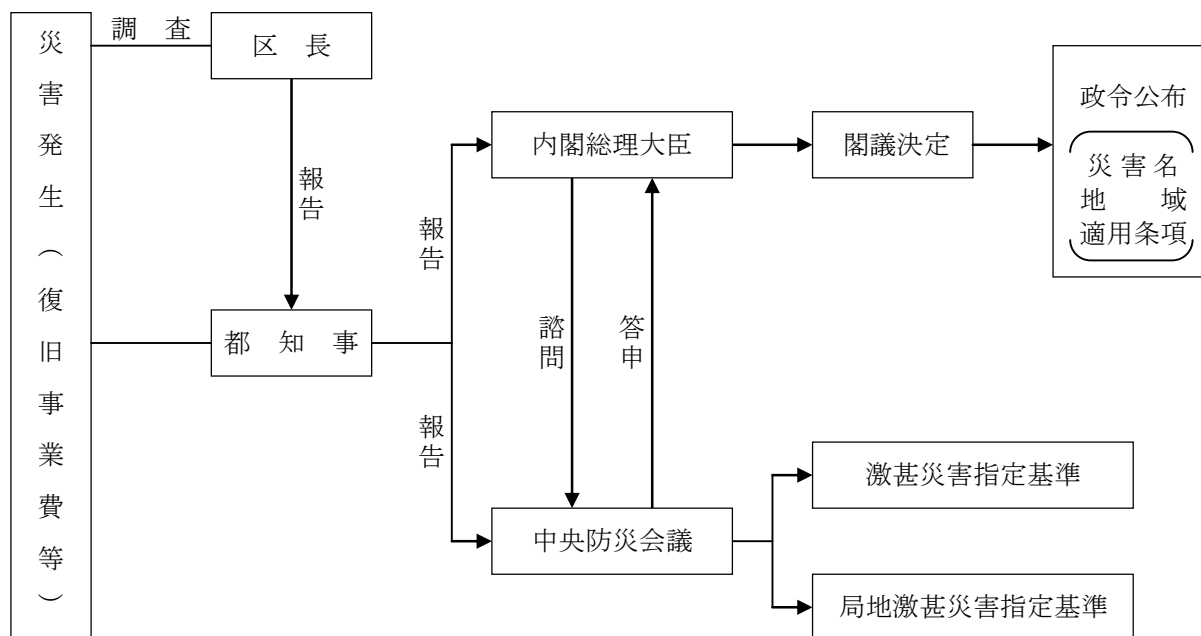 災害発生（復旧事業費等）
調 査
区 長
報告
都 知 事
報告
報告
内閣総理大臣
諮問
答申
中央防災会議
閣議決定
政令公布
災 害 名
地 域
適用条項
激甚災害指定基準
局地激甚災害指定基準